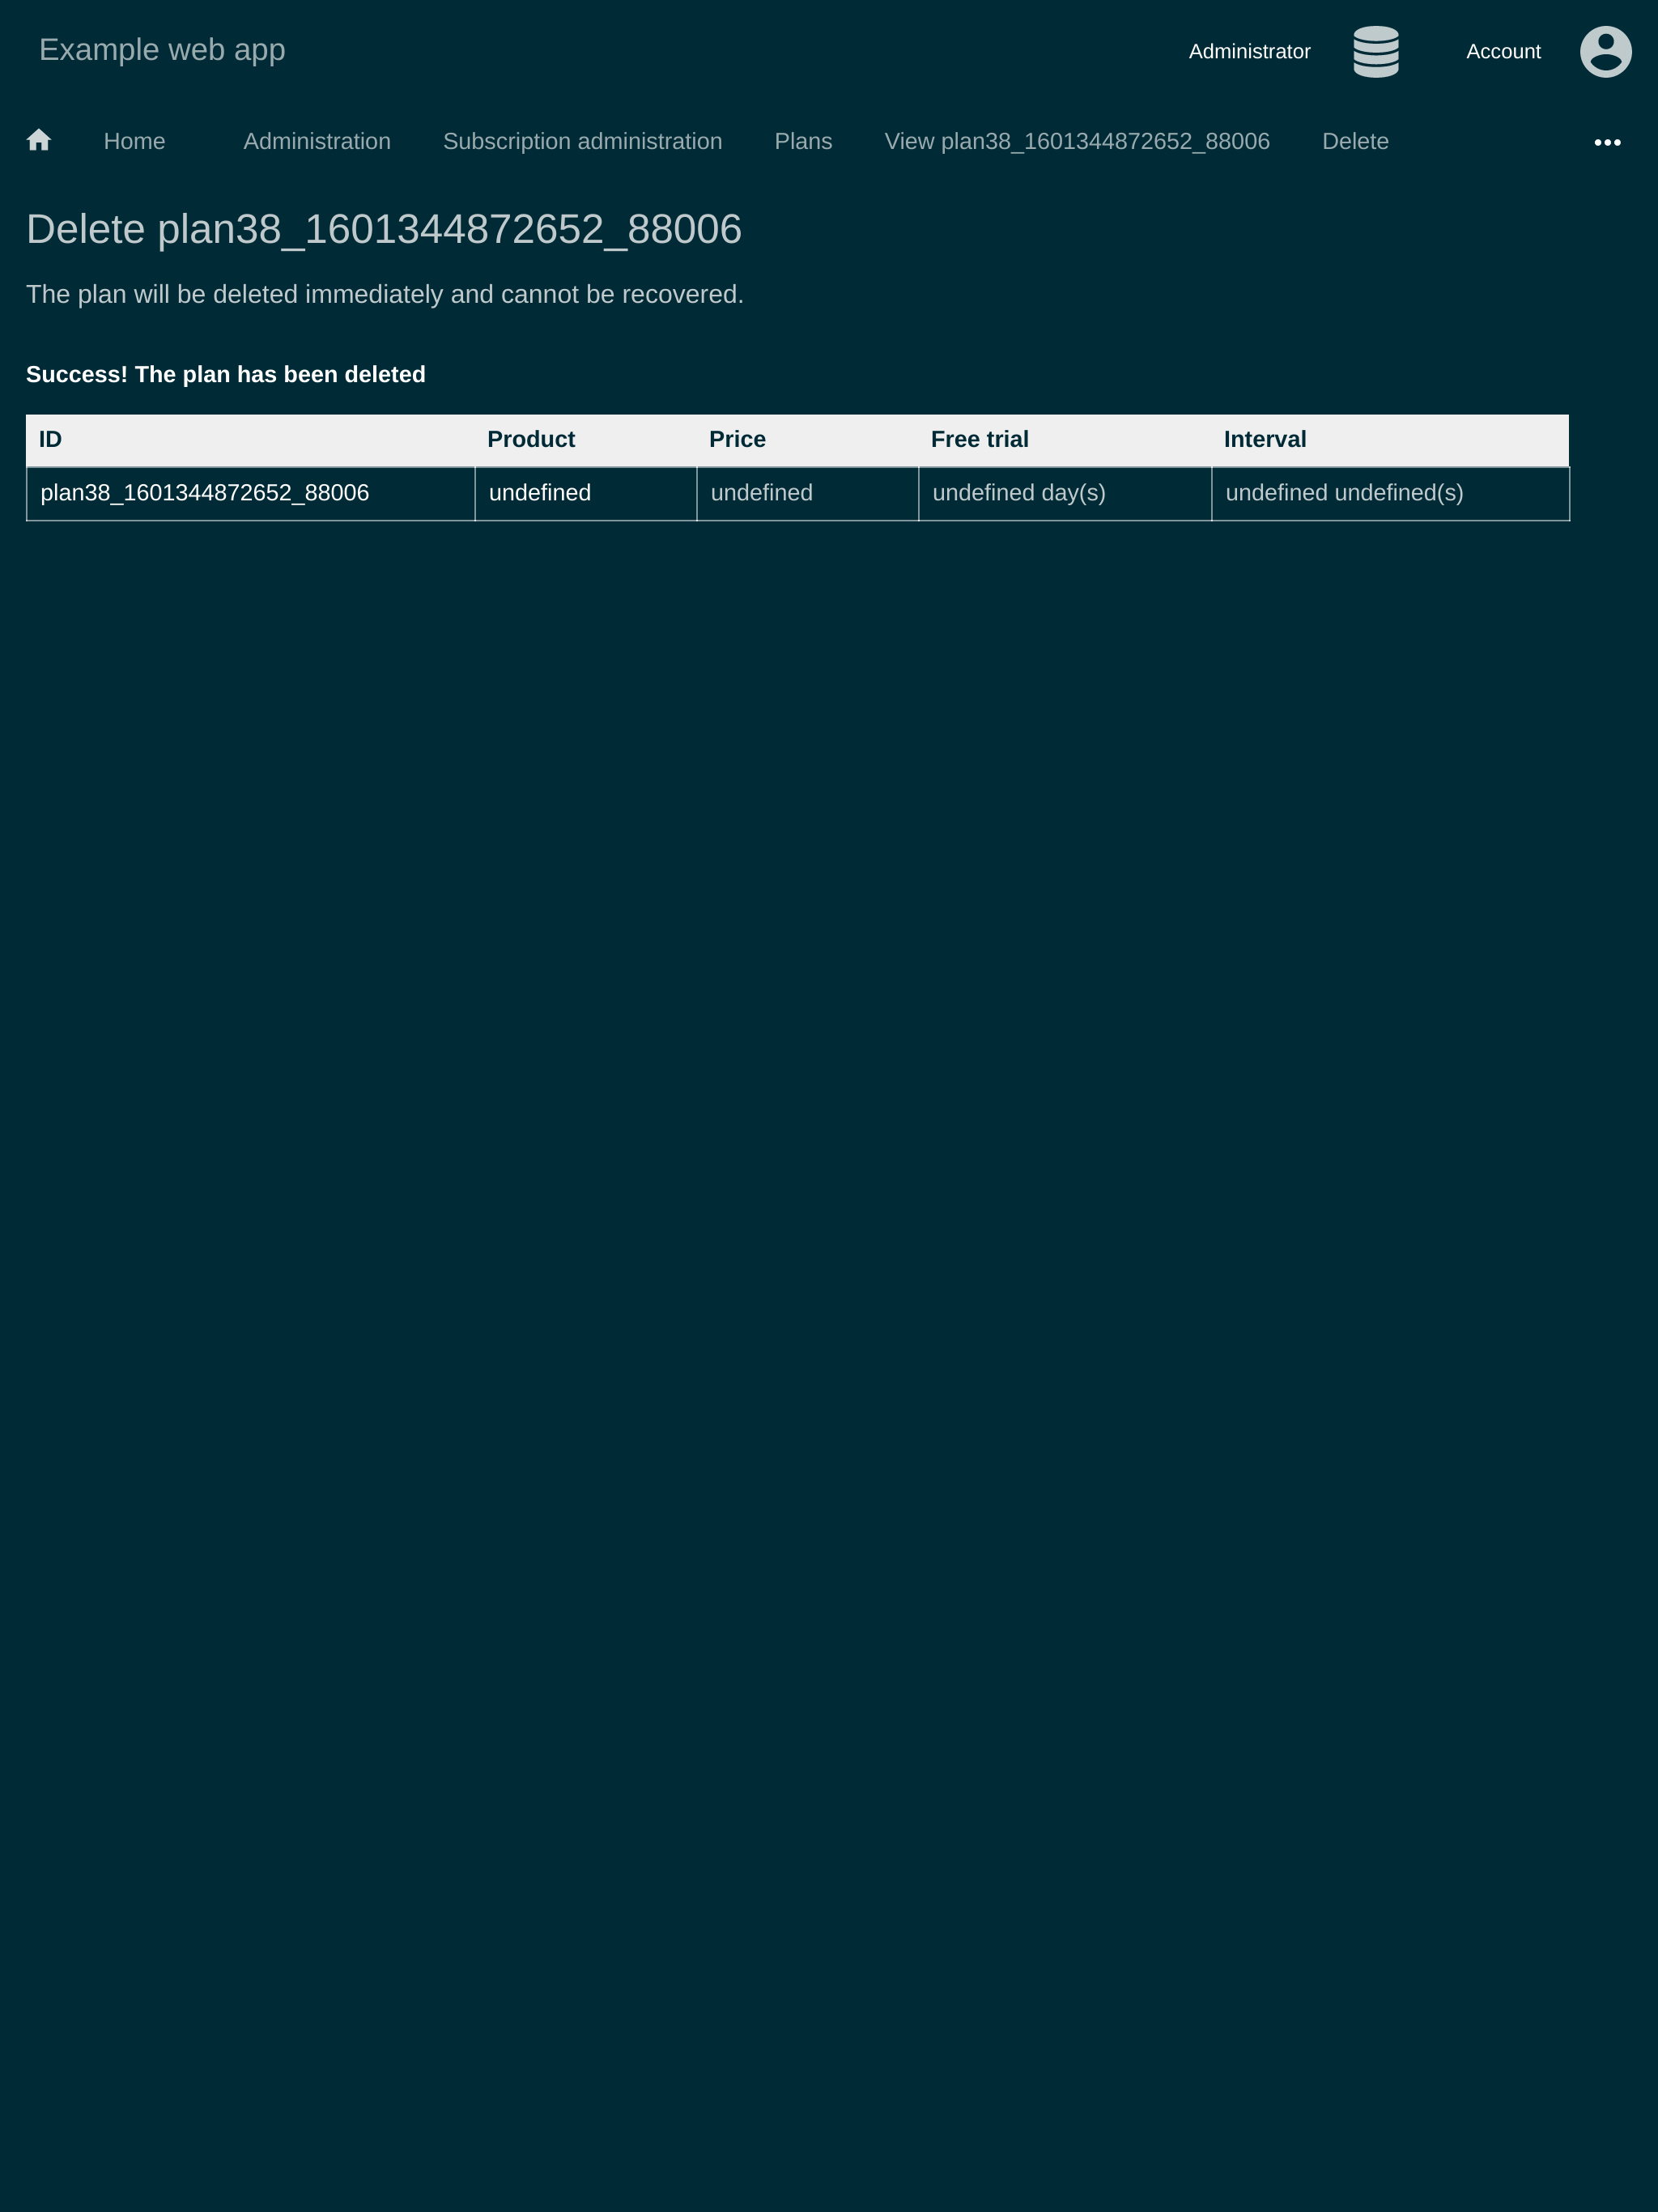 Example web app
Administrator Account
Home Administration Subscription administration Plans View plan38_1601344872652_88006 Delete
Delete plan38_1601344872652_88006
The plan will be deleted immediately and cannot be recovered.
Success! The plan has been deleted
ID Product Price Free trial Interval
plan38_1601344872652_88006 undefined undefined undefined day(s) undefined undefined(s)